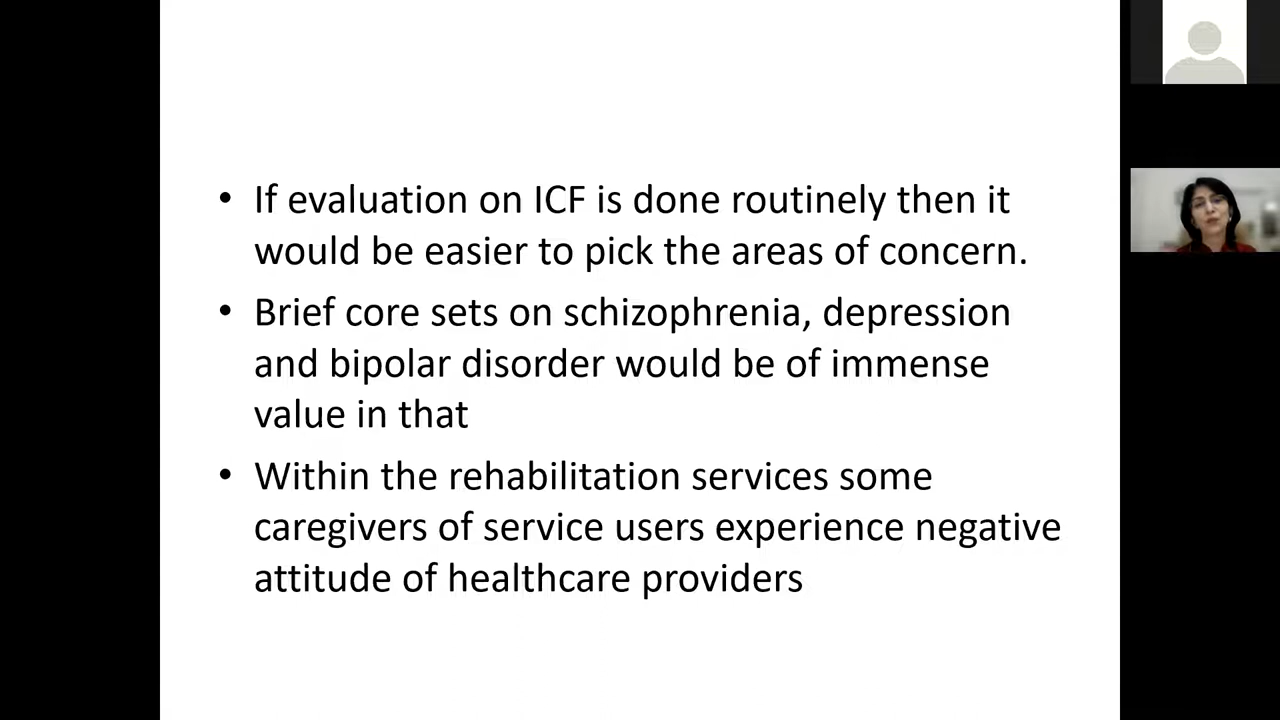 • If evaluation on ICF is done routinely then it
would be easier to pick the areas of concern.
• Brief core sets on schizophrenia, depression
and bipolar disorder would be of immense
value in that
• Within the rehabilitation services some
caregivers of service users experience negative
attitude of healthcare providers